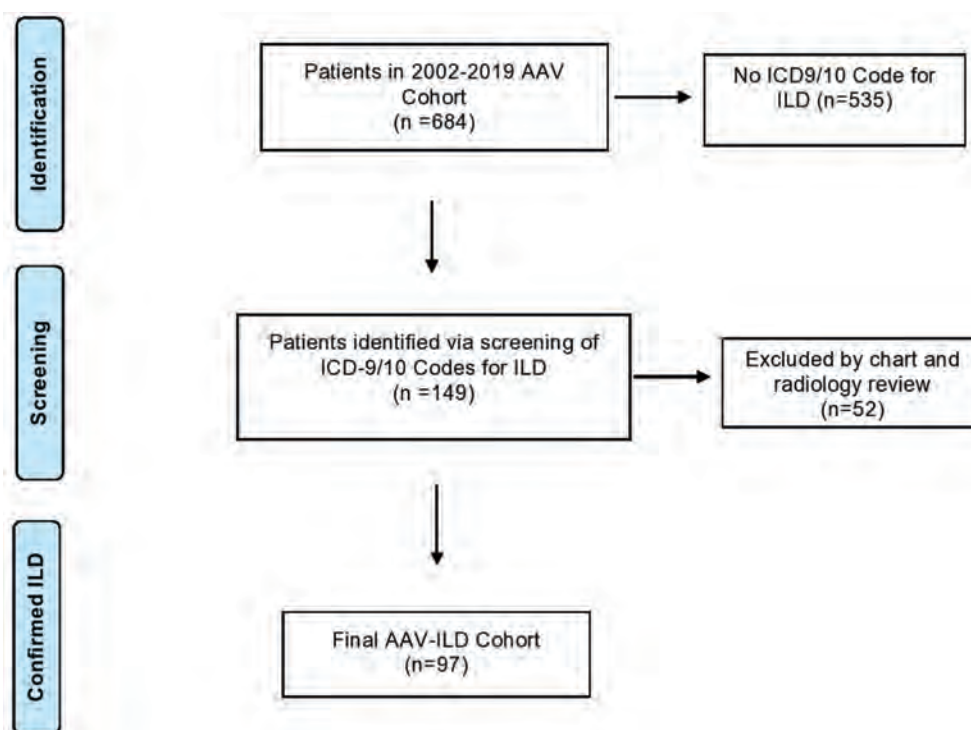 Identification
Patients in 2002-2019 AAV
Cohort
(n =684)
No ICD9/10 Code for
ILD (n=535)
Screening
Patients identified via screening of
ICD-9/10 Codes for ILD
(n =149)
Excluded by chart and
radiology review
(n=52)
Confirmed ILD
Final AAV-ILD Cohort
(n=97)